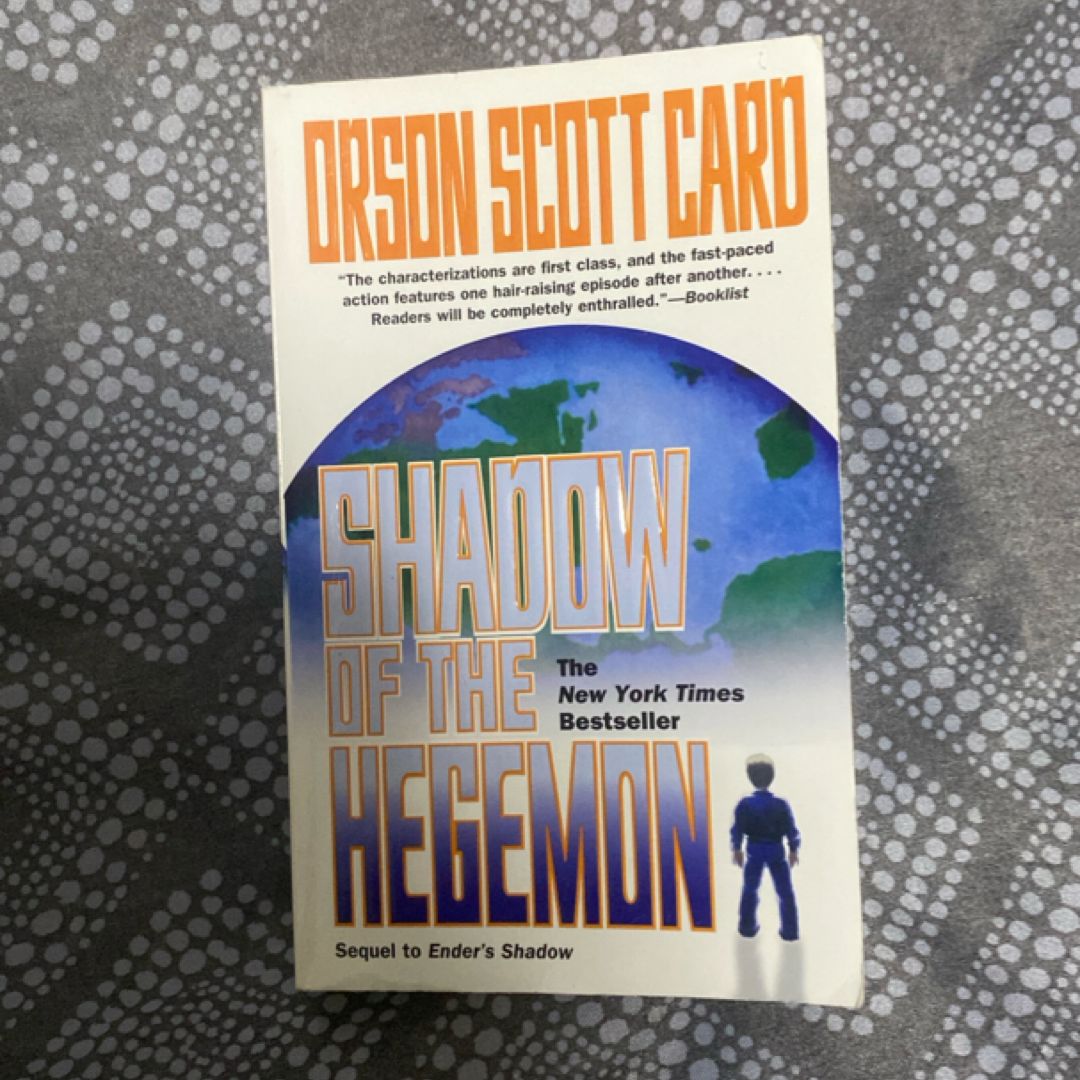 ORSON SCOTT CARD
"The characterizations are first class, and the fast-paced
action features one hair-raising episode after another. . . .
Readers will be completely enthralled."—Booklist
SHADOW
OF THE
The
New York Times
Bestseller
HEGEMON
Sequel to Ender's Shadow